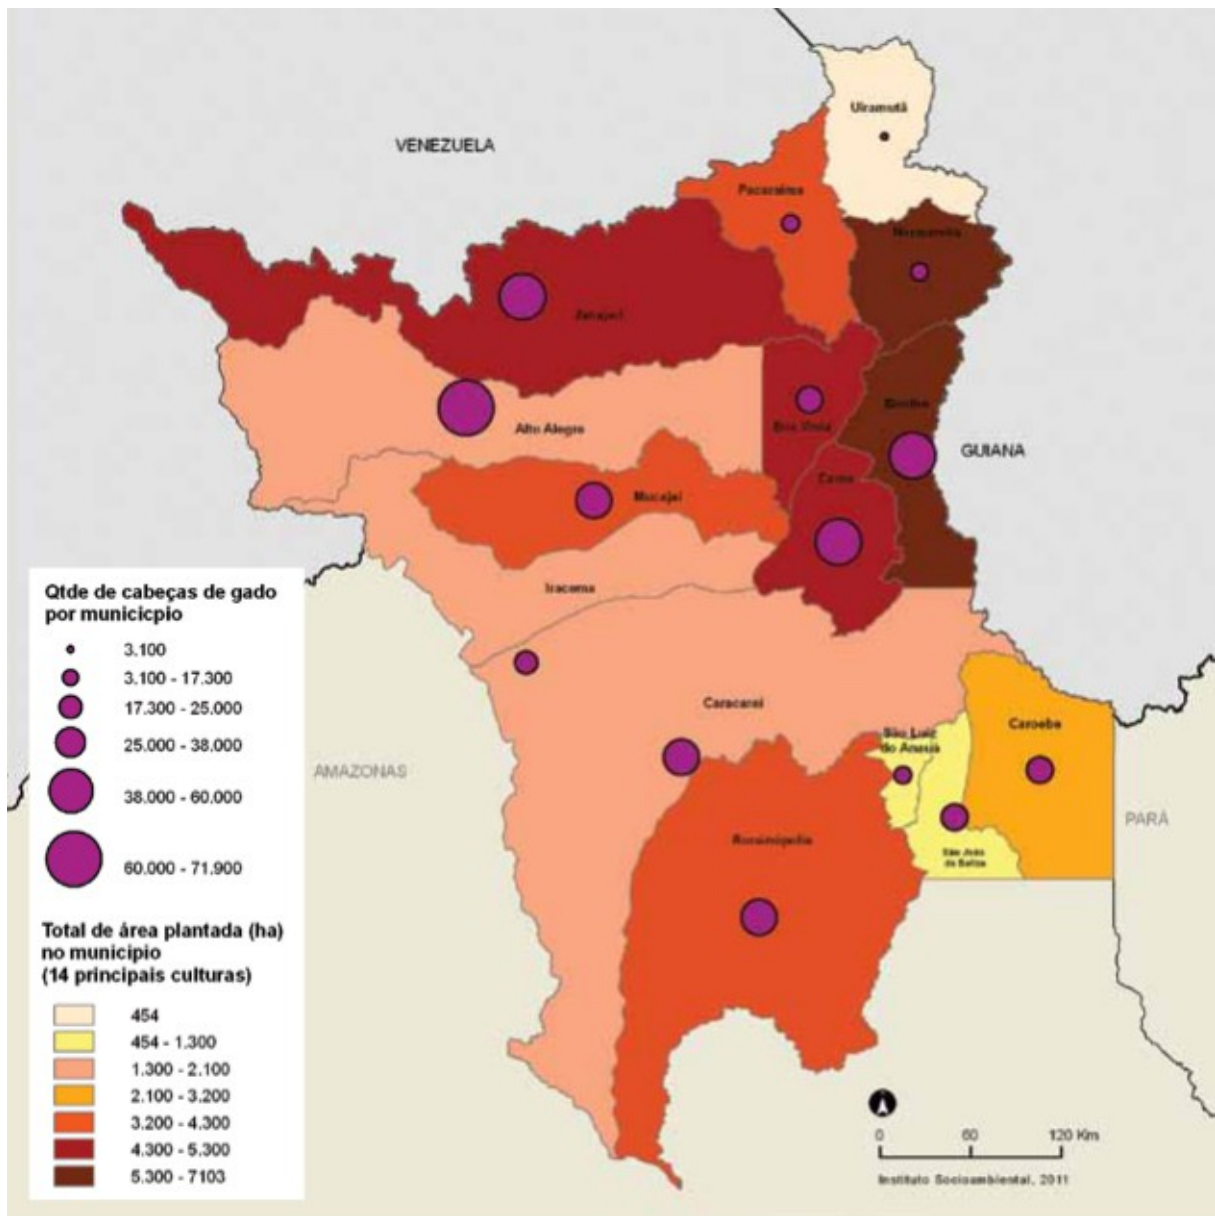 Uiramutã
VENEZUELA
Pacaraima
Normandia
Amajari
Bonfim
Alto Alegre
Boa Vista
GUIANA
Cantá
Mucajaí
Iracema
Qtde de cabeças de gado
por municicpio
3.100
3.100 - 17.300
17.300 - 25.000
25.000 - 38.000
38.000 - 60.000
60.000 - 71.900
Caracaraí
Caroebe
São Luiz
do Anauá
AMAZONAS
PARÁ
Rorainópolis
São João
da Baliza
Total de área plantada (ha)
no municipio
(14 principais culturas)
454
454 - 1.300
1.300 - 2.100
2.100 - 3.200
3.200 - 4.300
4.300 - 5.300
5.300 - 7103
0 60 120 Km
Instituto Socioambiental, 2011